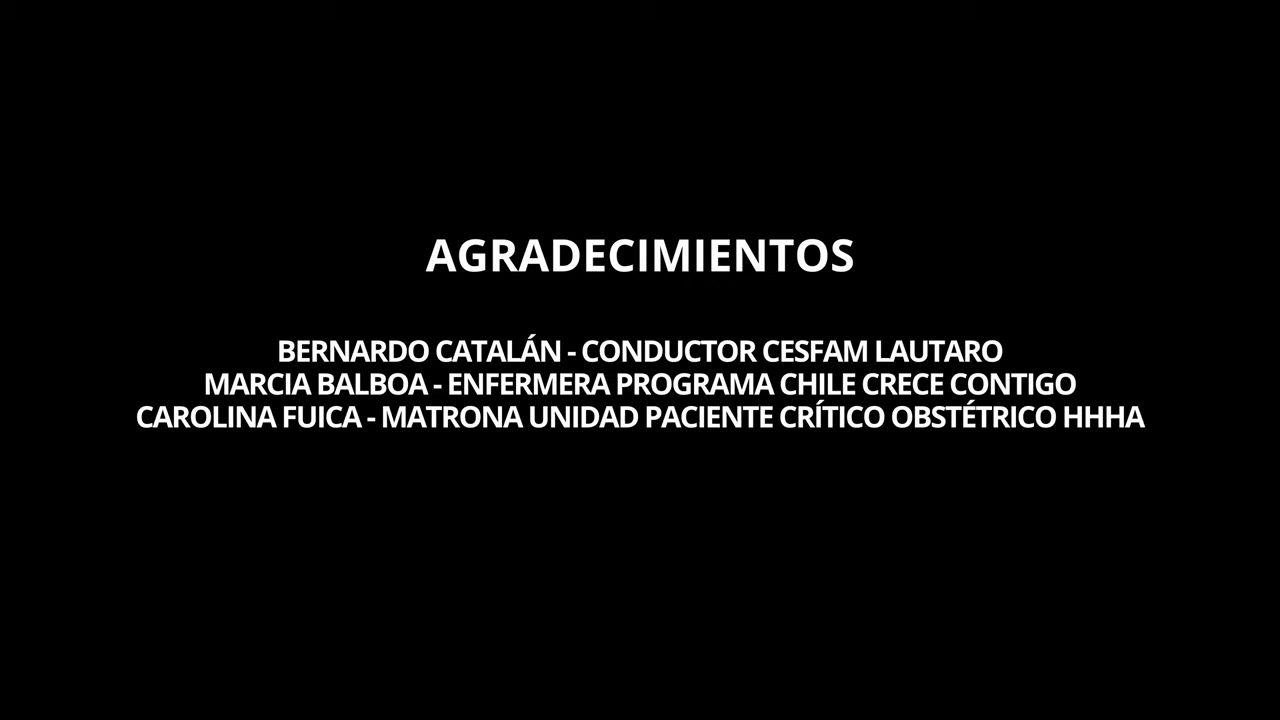 AGRADECIMIENTOS
BERNARDO CATALÁN - CONDUCTOR CESFAM LAUTARO
MARCIA BALBOA - ENFERMERA PROGRAMA CHILE CRECE CONTIGO
CAROLINA FUICA - MATRONA UNIDAD PACIENTE CRÍTICO OBSTÉTRICO HHHA